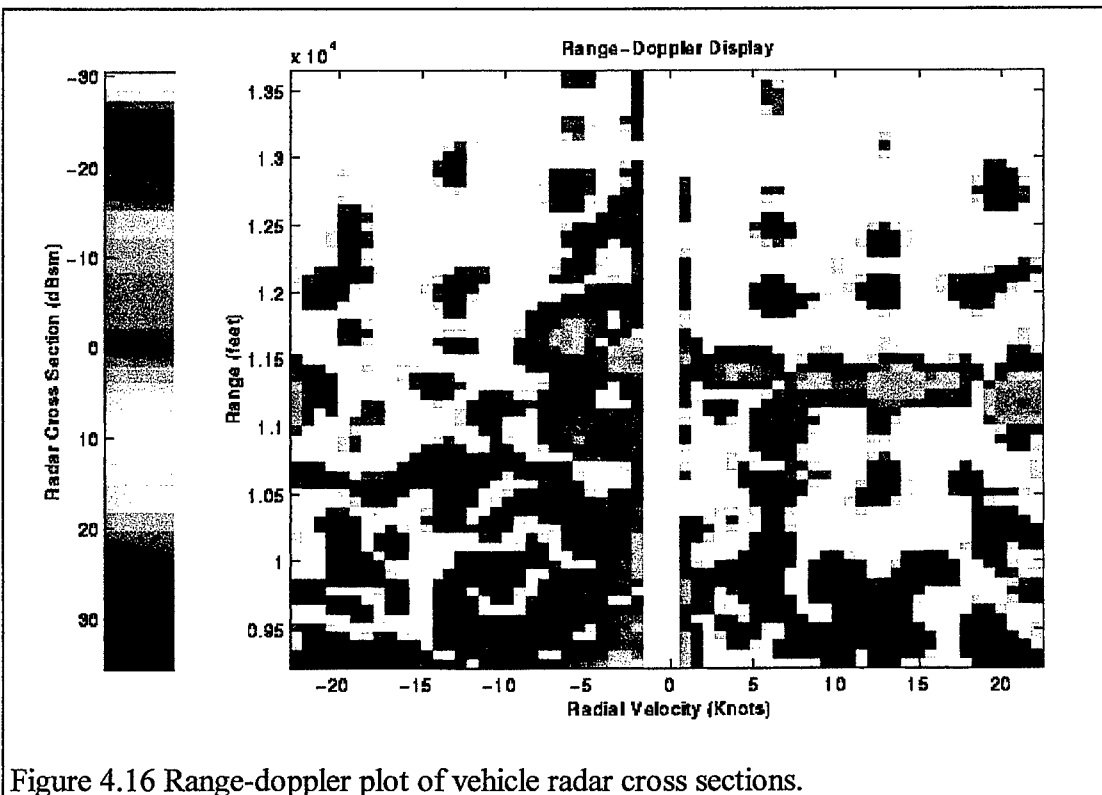 Range-Doppler Display
x 10^4
-30
-20
-10
0
10
20
30
Radar Cross Section (dBsm)
1.35
1.3
1.25
1.2
1.15
1.1
1.05
1
0.95
Range (feet)
-20 -15 -10 -5 0 5 10 15 20
Radial Velocity (Knots)
Figure 4.16 Range-doppler plot of vehicle radar cross sections.